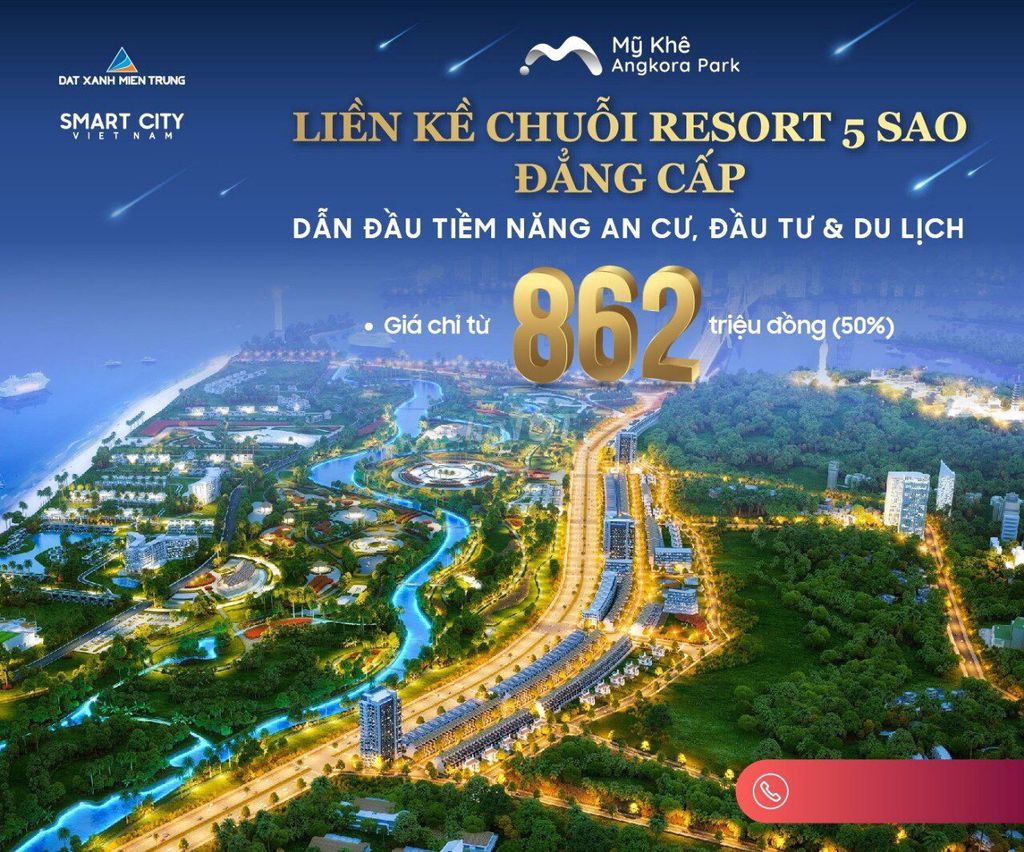 DAT XANH MIEN TRUNG
SMART CITY
VIET NAM
Mỹ Khê
Angkora Park
LIỀN KỀ CHUỖI RESORT 5 SAO
ĐẲNG CẤP
DẪN ĐẦU TIỀM NĂNG AN CƯ, ĐẦU TƯ & DU LỊCH
• Giá chỉ từ 862 triệu đồng (50%)